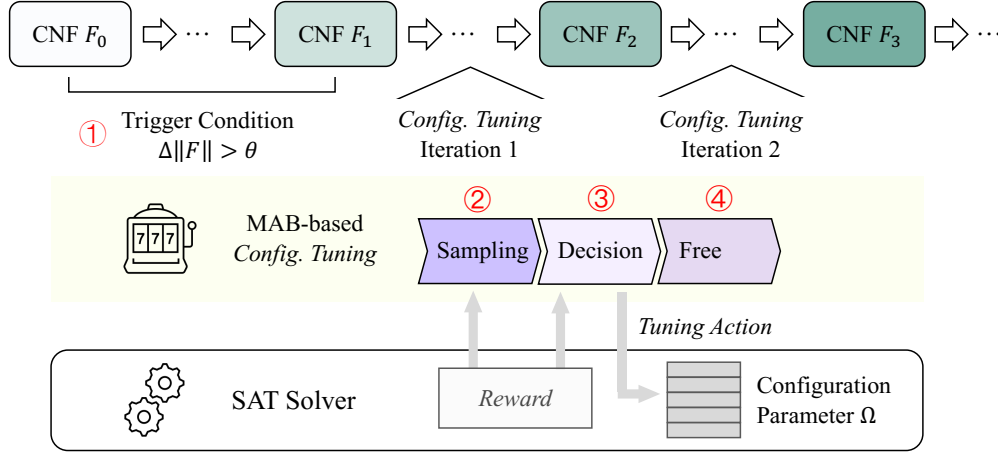 CNF F₀ ··· CNF F₁ ··· CNF F₂ ··· CNF F₃ ···
① Trigger Condition
Δ‖F‖ > θ
Config. Tuning
Iteration 1
Config. Tuning
Iteration 2
777
MAB-based
Config. Tuning
② ③ ④
Sampling Decision Free
Tuning Action
SAT Solver
Reward
Configuration
Parameter Ω